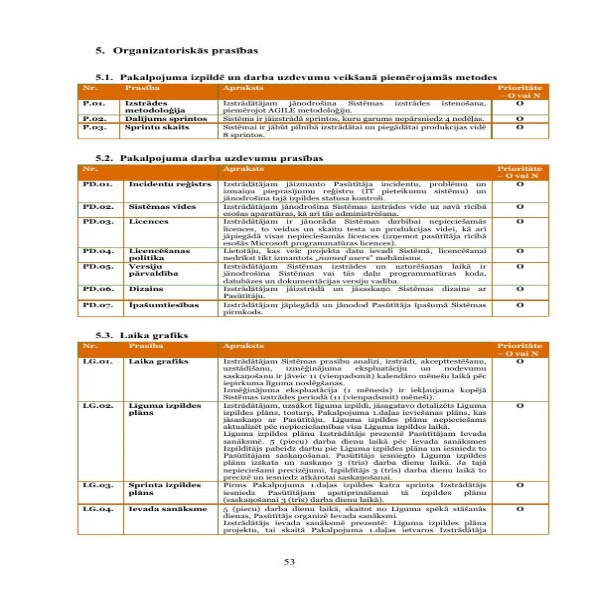 5. Organizatoriskās prasības
5.1. Pakalpojuma izpildē un darba uzdevumu veikšanā piemērojamās metodes
Nr. Prasība Apraksts Prioritāte – O vai N
P.01. Izstrādes metodoloģija Izstrādātājam jānodrošina Sistēmas izstrādes īstenošana, O
piemērojot AGILE metodoloģiju.
P.02. Dalījums sprintos Sistēma ir jāizstrādā sprintos, kuru garums nepārsniedz 4 nedēļas. O
P.03. Sprintu skaits Sistēmai ir jābūt pilnībā izstrādātai un piegādātai produkcijas vidē O
8 sprintos.
5.2. Pakalpojuma darba uzdevumu prasības
Nr. Prasība Apraksts Prioritāte – O vai N
PD.01. Incidentu reģistrs Izstrādātājam jāizmanto Pasūtītāja incidentu, problēmu un O
izmaiņu pieprasījumu reģistru (IT pieteikumu sistēmu) un
jānodrošina tajā izpildes statusa kontroli.
PD.02. Sistēmas vides Izstrādātājam jānodrošina Sistēmas izstrādes vide uz savā rīcībā O
esošas aparatūras, kā arī tās administrēšana.
PD.03. Licences Izstrādātājam ir jānorāda Sistēmas darbībai nepieciešamās O
licences, to veidus un skaitu testa un produkcijas videi, kā arī
jāpiegādā visas nepieciešamās licences (izņemot pasūtītāja rīcībā
esošās Microsoft programmatūras licences).
PD.04. Licencēšanas politika Lietotāju, kas veic projekta datu ievadi Sistēmā, licencēšanai O
nedrīkst tikt izmantots „named users” mehānisms.
PD.05. Versiju pārvaldība Izstrādātājam Sistēmas izstrādes un uzturēšanas laikā ir O
jānodrošina Sistēmas vai tās daļu programmatūras koda,
datubāzes un dokumentācijas versiju vadība.
PD.06. Dizains Izstrādātājam jāizstrādā un jāsaskaņo Sistēmas dizains ar O
Pasūtītāju.
PD.07. Īpašumtiesības Izstrādātājam jāpiegādā un jānodod Pasūtītāja īpašumā Sistēmas O
pirmkods.
5.3. Laika grafiks
Nr. Prasība Apraksts Prioritāte – O vai N
LG.01. Laika grafiks Izstrādātājam Sistēmas prasību analīzi, izstrādi, akcepttestēšanu, O
uzstādīšanu, izmēģinājuma ekspluatāciju un nodevumu
saskaņošanu ir jāveic 11 (vienpadsmit) kalendāro mēnešu laikā pēc
iepirkuma līguma noslēgšanas.
Izmēģinājuma ekspluatācija (1 mēnesis) ir iekļaujama kopējā
Sistēmas izstrādes periodā (11 (vienpadsmit) mēneši).
LG.02. Līguma izpildes plāns Izstrādātājam, uzsākot līguma izpildi, jāsagatavo detalizēts Līguma O
izpildes plāns, tostarp, Pakalpojuma 1.daļas ieviešanas plāns, kas
jāsaskaņo ar Pasūtītāju. Līguma izpildes plānu nepieciešams
aktualizēt pēc nepieciešamības visa Līguma izpildes laikā.
Līguma izpildes plānu Izstrādātājs prezentē Pasūtītājam Ievada
sanāksmē. 5 (piecu) darba dienu laikā pēc Ievada sanāksmes
Izpildītājs pabeidz darbu pie Līguma izpildes plāna un iesniedz to
Pasūtītājam saskaņošanai. Pasūtītājs iesniegto Līguma izpildes
plānu izskata un saskaņo 3 (trīs) darba dienu laikā. Ja tajā
nepieciešami precizējumi, Izpildītājs 3 (trīs) darba dienu laikā to
precizē un iesniedz atkārtotai saskaņošanai.
LG.03. Sprinta izpildes plāns Pirms Pakalpojuma 1.daļas izpildes katra sprinta Izstrādātājs O
iesniedz Pasūtītājam apstiprināšanai tā izpildes plānu
(saskaņošanai 3 (trīs) darba dienu laikā).
LG.04. Ievada sanāksme 5 (piecu) darba dienu laikā, skaitot no Līguma spēkā stāšanās O
dienas, Pasūtītājs organizē Ievada sanāksmi.
Izstrādātājs ievada sanāksmē prezentē: Līguma izpildes plāna
projektu, tai skaitā Pakalpojuma 1.daļas ietvaros Izstrādātāja
53